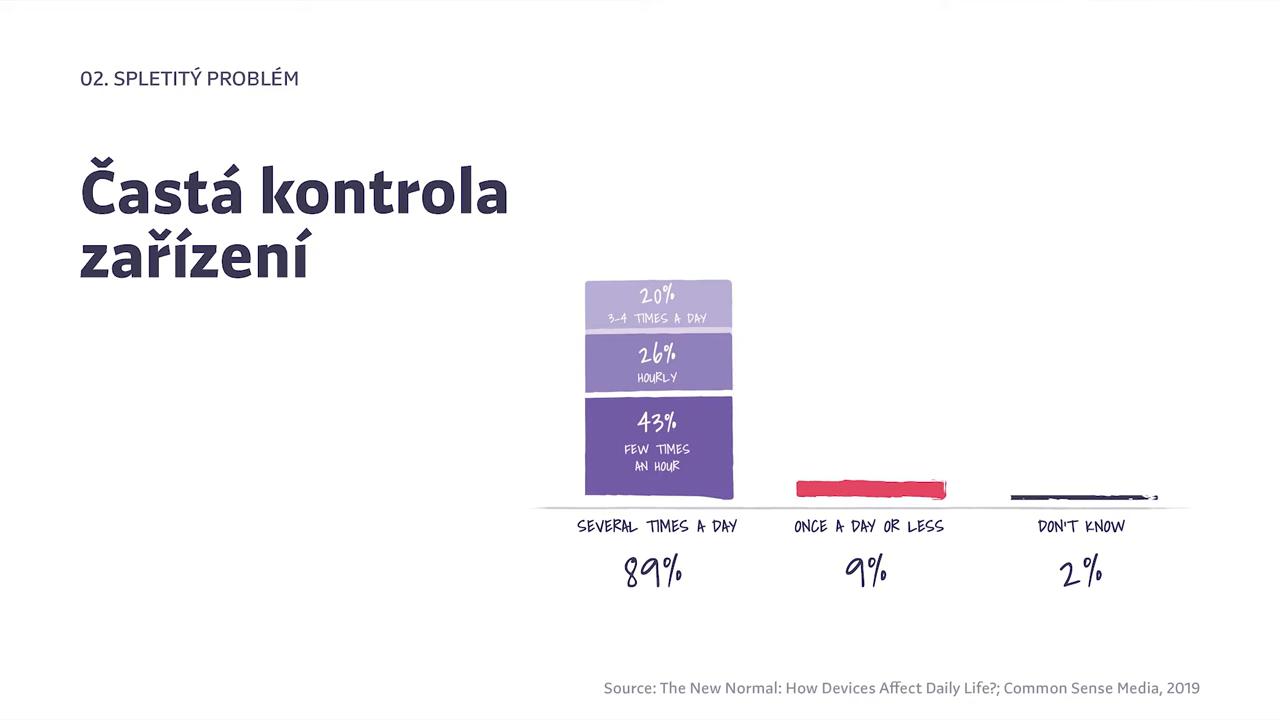 02. SPLETITÝ PROBLÉM
Častá kontrola
zařízení
20%
3-4 TIMES A DAY
26%
HOURLY
43%
FEW TIMES
AN HOUR
SEVERAL TIMES A DAY
ONCE A DAY OR LESS
DON'T KNOW
89%
9%
2%
Source: The New Normal: How Devices Affect Daily Life?; Common Sense Media, 2019